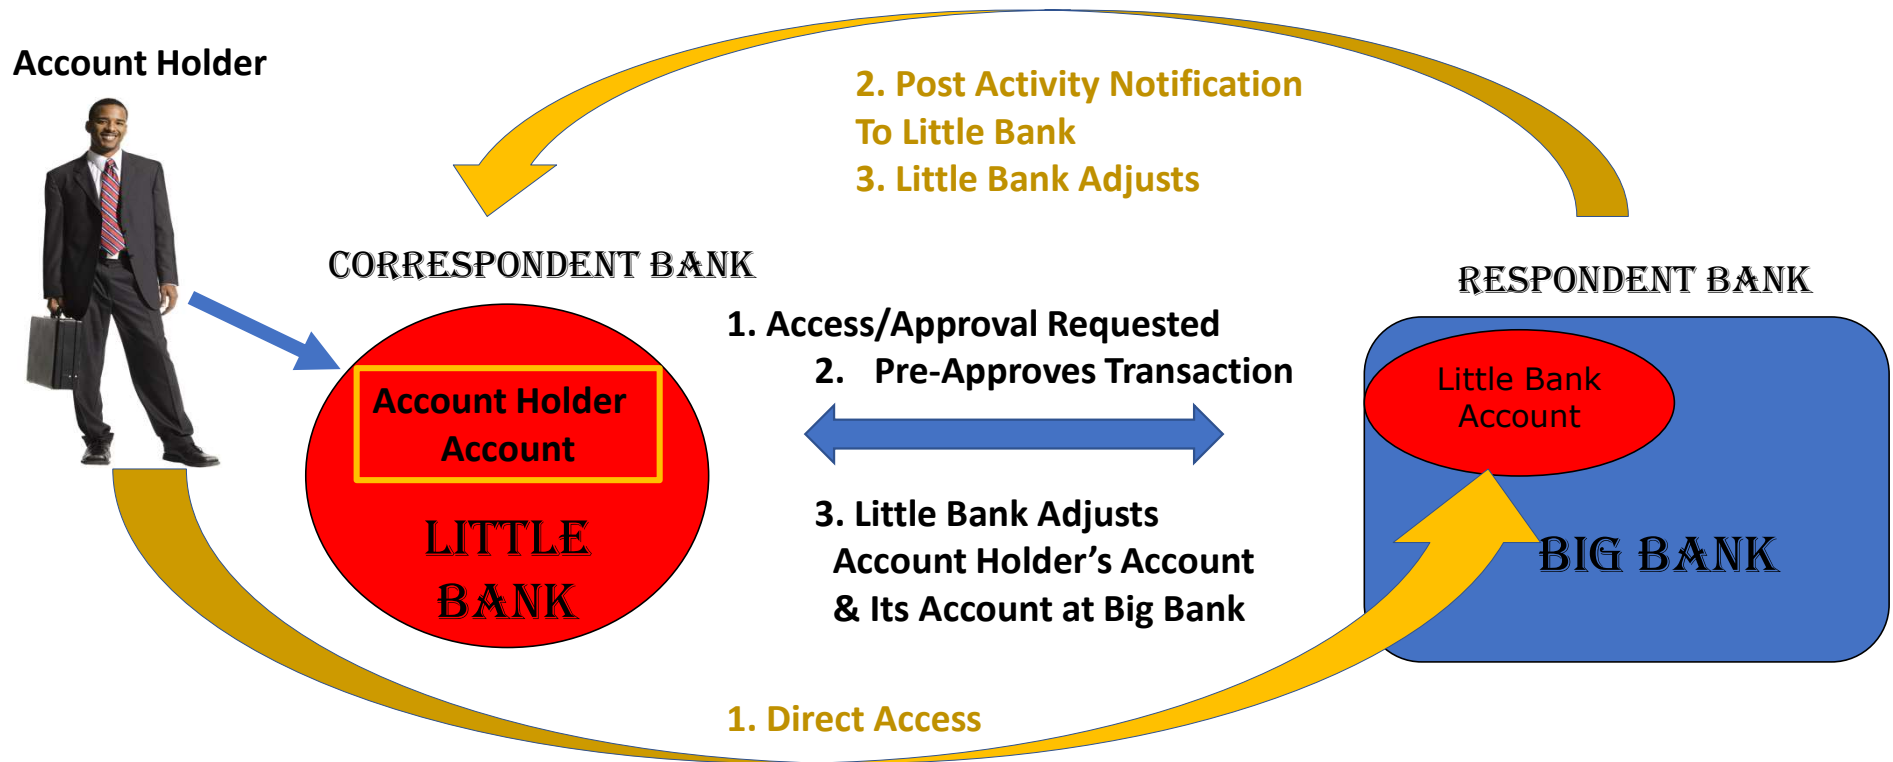 Account Holder
2. Post Activity Notification
To Little Bank
3. Little Bank Adjusts
CORRESPONDENT BANK
RESPONDENT BANK
1. Access/Approval Requested
2. Pre-Approves Transaction
Little Bank
Account
Account Holder
Account
LITTLE
BANK
3. Little Bank Adjusts
Account Holder’s Account
& Its Account at Big Bank
BIG BANK
1. Direct Access